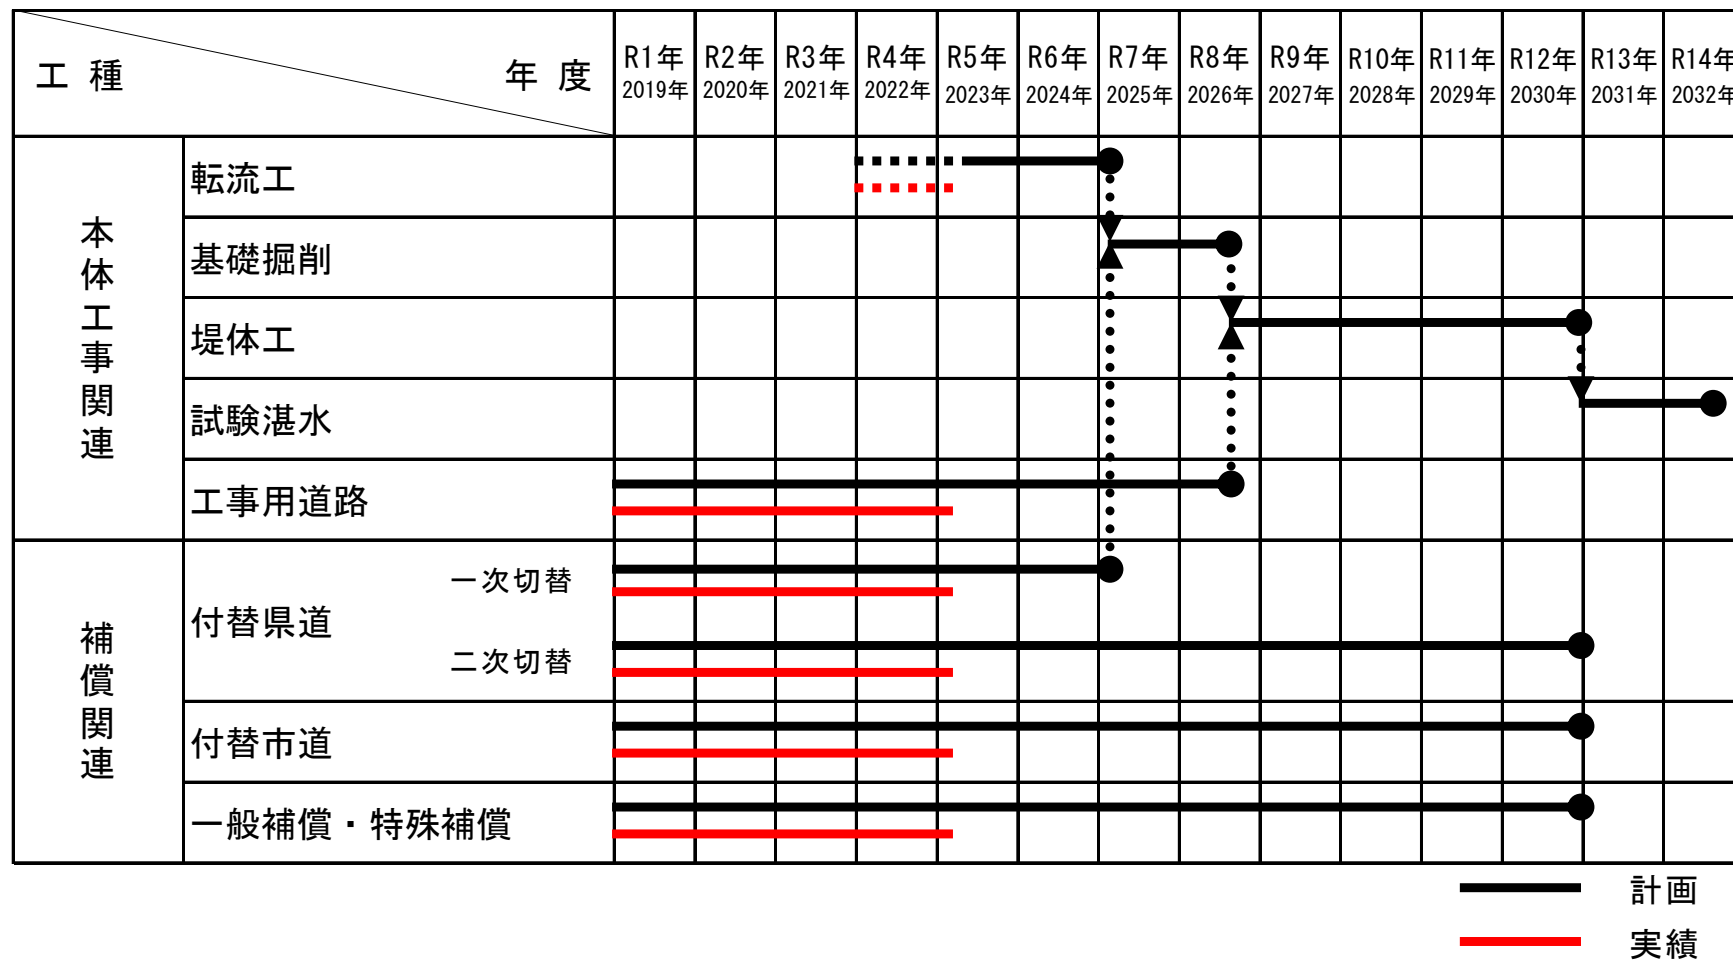 工種 年度
R1年 R2年 R3年 R4年 R5年 R6年 R7年 R8年 R9年 R10年 R11年 R12年 R13年 R14年
2019年 2020年 2021年 2022年 2023年 2024年 2025年 2026年 2027年 2028年 2029年 2030年 2031年 2032年
本体工事関連
転流工
基礎掘削
堤体工
試験湛水
工事用道路
補償関連
付替県道
一次切替
二次切替
付替市道
一般補償・特殊補償
計画
実績